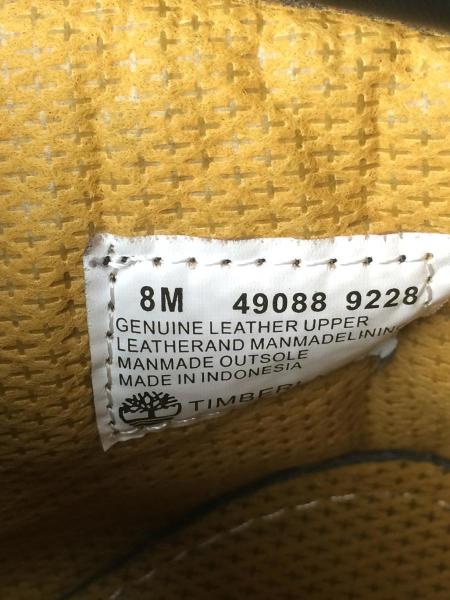 8M 49088 9228
GENUINE LEATHER UPPER
LEATHERAND MANMADELINING
MANMADE OUTSOLE
MADE IN INDONESIA